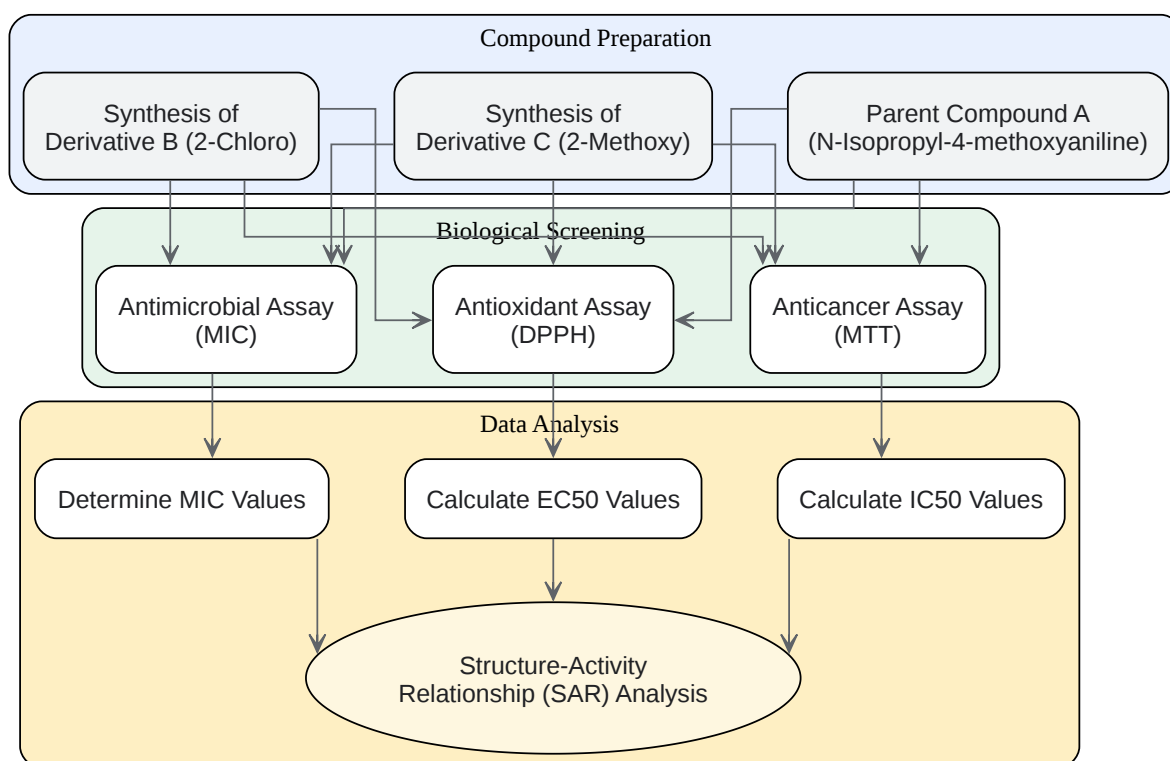 Compound Preparation
Synthesis of
Derivative B (2-Chloro)
Synthesis of
Derivative C (2-Methoxy)
Parent Compound A
(N-Isopropyl-4-methoxyaniline)
Biological Screening
Antimicrobial Assay
(MIC)
Antioxidant Assay
(DPPH)
Anticancer Assay
(MTT)
Data Analysis
Determine MIC Values
Calculate EC50 Values
Calculate IC50 Values
Structure-Activity
Relationship (SAR) Analysis